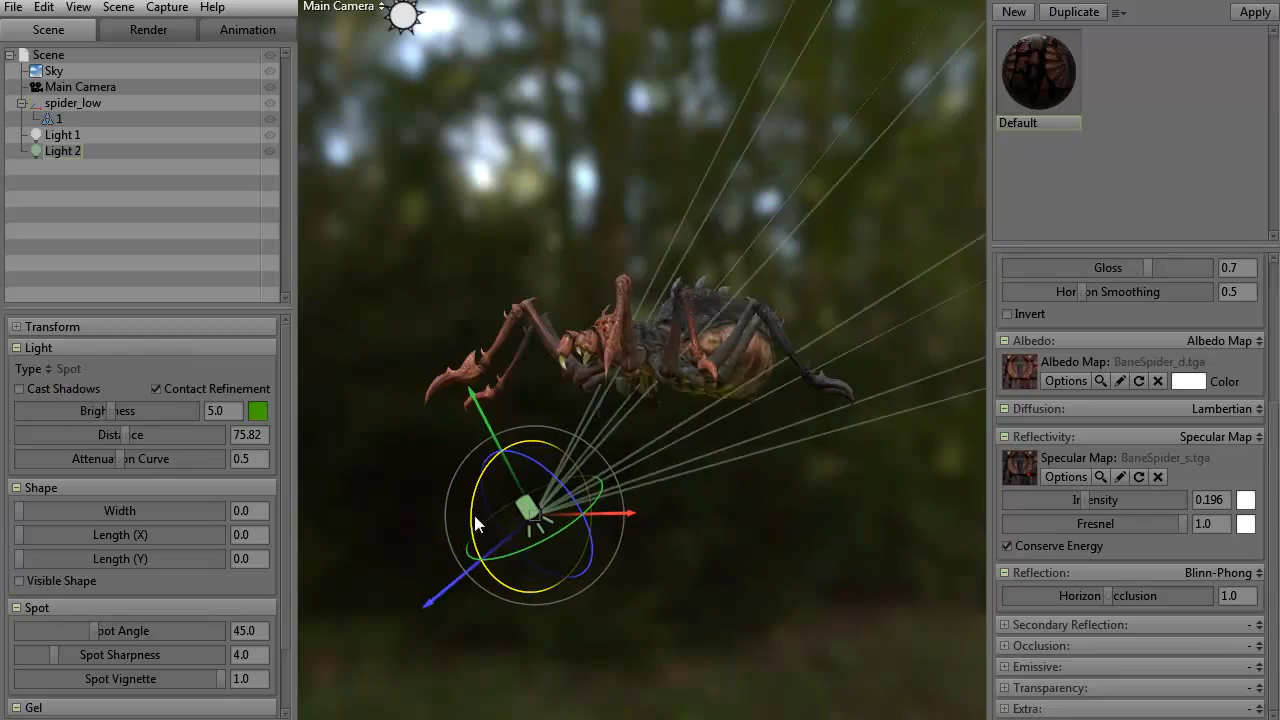 File Edit View Scene Capture Help
Scene Render Animation
Scene
Sky
Main Camera
spider_low
1
Light 1
Light 2
Transform
Light
Type Spot
Cast Shadows Contact Refinement
Brightness 5.0
Distance 75.82
Attenuation Curve 0.5
Shape
Width 0.0
Length (X) 0.0
Length (Y) 0.0
Visible Shape
Spot
Spot Angle 45.0
Spot Sharpness 4.0
Spot Vignette 1.0
Gel
Main Camera
New Duplicate Apply
Default
Gloss 0.7
Horizon Smoothing 0.5
Invert
Albedo: Albedo Map
Albedo Map: BaneSpider_d.tga
Options Color
Diffusion: Lambertian
Reflectivity: Specular Map
Specular Map: BaneSpider_s.tga
Options
Intensity 0.196
Fresnel 1.0
Conserve Energy
Reflection: Blinn-Phong
Horizon Occlusion 1.0
Secondary Reflection: -
Occlusion: -
Emissive: -
Transparency: -
Extra: -